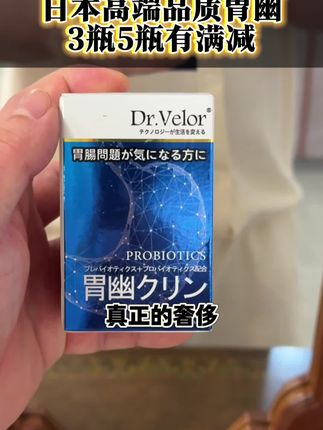 日本高端品质胃幽
3瓶5瓶有满减
Dr.Velor®
テクノロジーが生活を変える
胃腸問題が気になる方に
PROBIOTICS
プレバイオティクス+プロバイオティクス配合
胃幽クリン
真正的奢侈